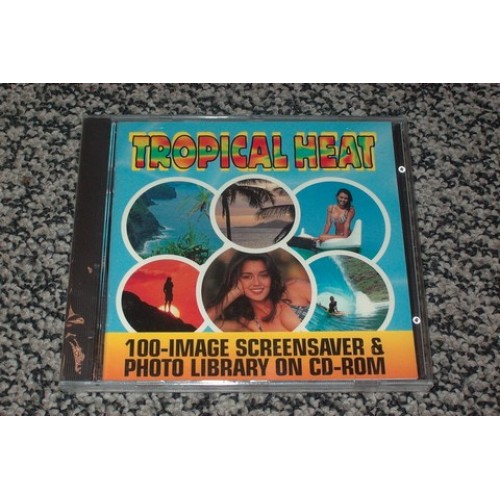 TROPICAL HEAT
100-IMAGE SCREENSAVER &
PHOTO LIBRARY ON CD-ROM